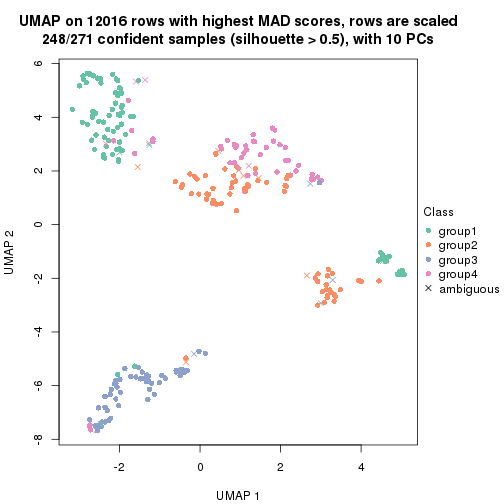 UMAP on 12016 rows with highest MAD scores, rows are scaled
248/271 confident samples (silhouette > 0.5), with 10 PCs
6
4
2
0
-2
-4
-6
-8
UMAP 2
-2
0
2
4
UMAP 1
Class
group1
group2
group3
group4
ambiguous